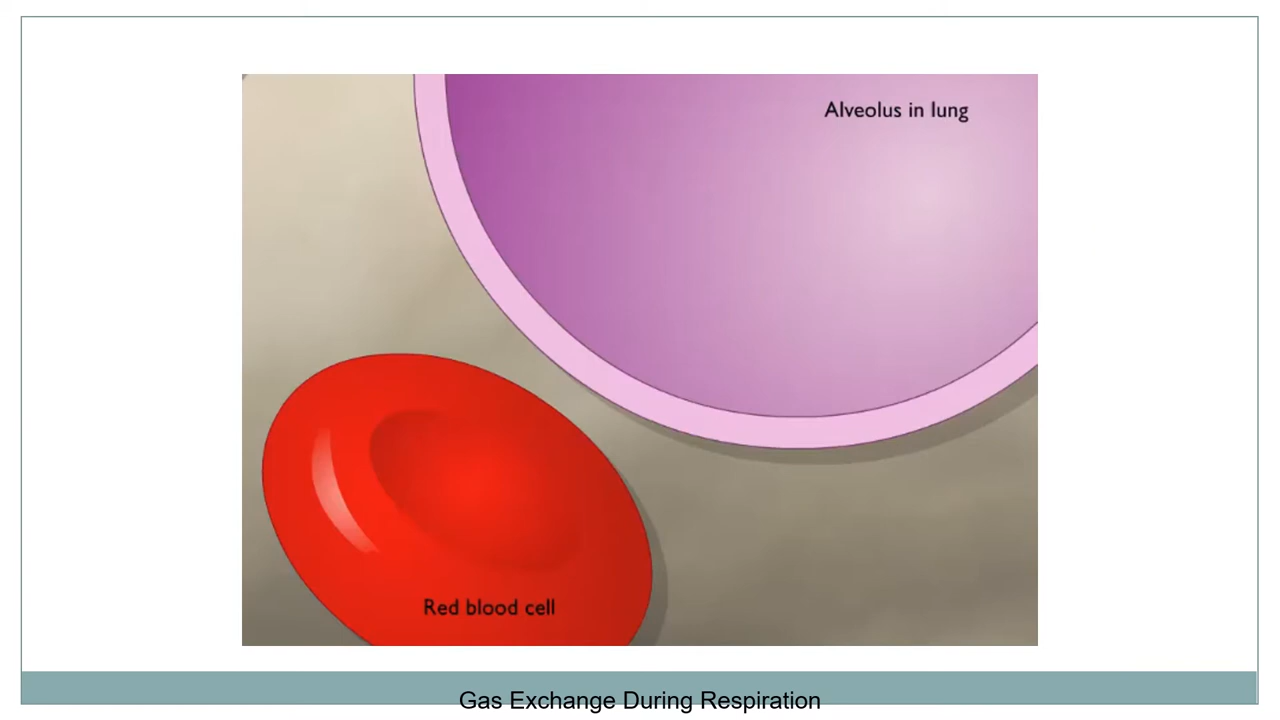 Alveolus in lung
Red blood cell
Gas Exchange During Respiration